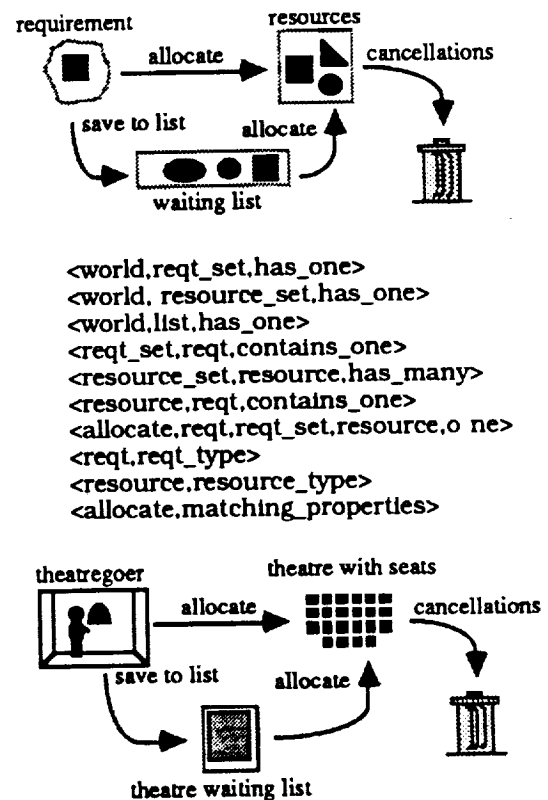 requirement
resources
allocate
cancellations
save to list
allocate
waiting list
<world,reqt_set,has_one>
<world, resource_set,has_one>
<world,list,has_one>
<reqt_set,reqt,contains_one>
<resource_set,resource,has_many>
<resource,reqt,contains_one>
<allocate,reqt,reqt_set,resource,o ne>
<reqt,reqt_type>
<resource,resource_type>
<allocate,matching_properties>
theatregoer
theatre with seats
allocate
cancellations
save to list
allocate
theatre waiting list